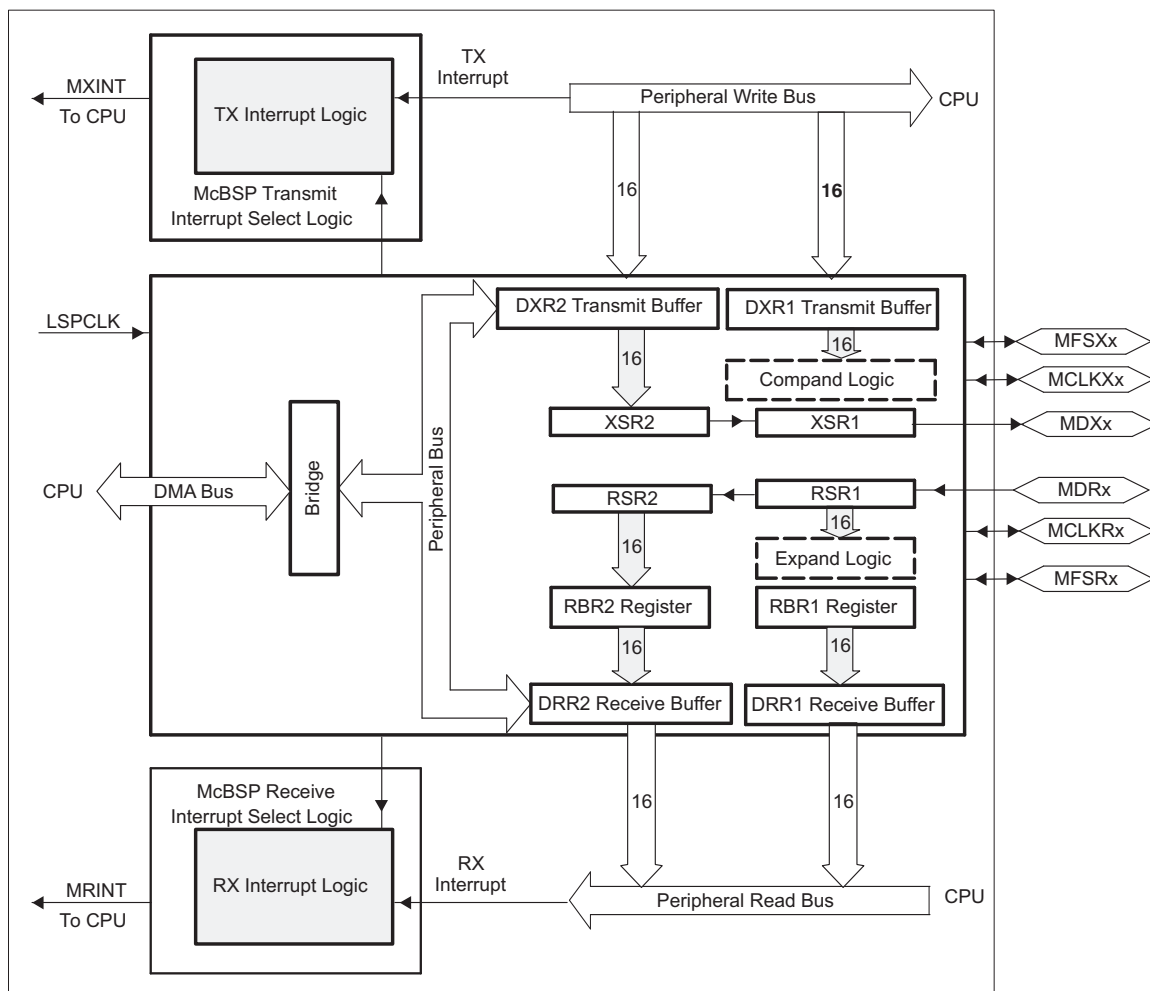 TX
Interrupt
MXINT
To CPU
TX Interrupt Logic
Peripheral Write Bus
CPU
McBSP Transmit
Interrupt Select Logic
16
16
LSPCLK
DXR2 Transmit Buffer
DXR1 Transmit Buffer
MFSXx
16
16
Compand Logic
MCLKXx
XSR2
XSR1
MDXx
CPU
DMA Bus
Bridge
Peripheral Bus
RSR2
RSR1
MDRx
16
16
MCLKRx
Expand Logic
MFSRx
RBR2 Register
RBR1 Register
16
16
DRR2 Receive Buffer
DRR1 Receive Buffer
McBSP Receive
Interrupt Select Logic
16
16
RX
Interrupt
MRINT
To CPU
RX Interrupt Logic
Peripheral Read Bus
CPU